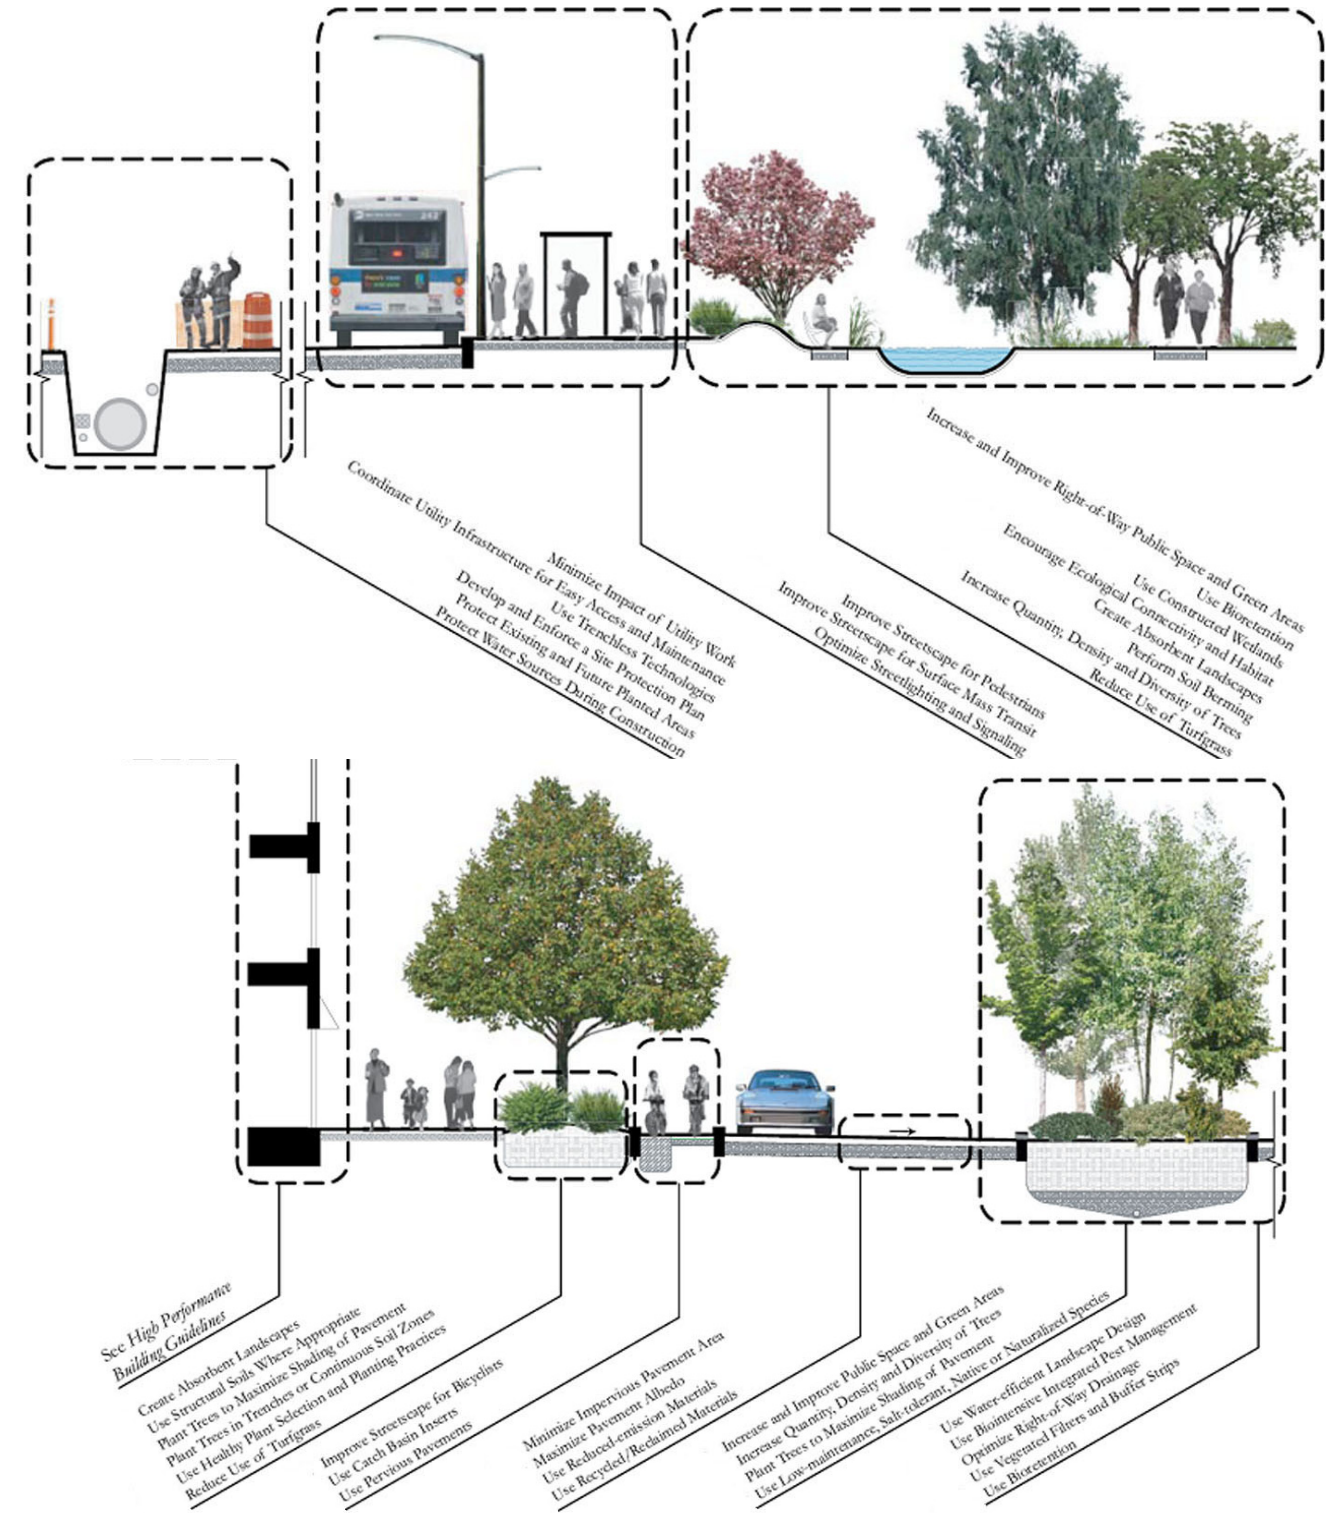 242
Minimize Impact of Utility Work
Coordinate Utility Infrastructure for Easy Access and Maintenance
Use Trenchless Technologies
Develop and Enforce a Site Protection Plan
Protect Existing and Future Planted Areas
Protect Water Sources During Construction
Improve Streetscape for Pedestrians
Improve Streetscape for Surface Mass Transit
Optimize Streetlighting and Signaling
Increase and Improve Right-of-Way Public Space and Green Areas
Use Bioretention
Use Constructed Wetlands
Encourage Ecological Connectivity and Habitat
Create Absorbent Landscapes
Perform Soil Berming
Increase Quantity, Density and Diversity of Trees
Reduce Use of Turfgrass
See High Performance
Building Guidelines
Create Absorbent Landscapes
Use Structural Soils Where Appropriate
Plant Trees to Maximize Shading of Pavement
Plant Trees in Trenches or Continuous Soil Zones
Use Healthy Plant Selection and Planting Practices
Reduce Use of Turfgrass
Improve Streetscape for Bicyclists
Use Catch Basin Inserts
Use Pervious Pavements
Minimize Impervious Pavement Area
Maximize Pavement Albedo
Use Reduced-emission Materials
Use Recycled/Reclaimed Materials
Increase and Improve Public Space and Green Areas
Increase Quantity, Density and Diversity of Trees
Plant Trees to Maximize Shading of Pavement
Use Low-maintenance, Salt-tolerant, Native or Naturalized Species
Use Water-efficient Landscape Design
Use Biointensive Integrated Pest Management
Optimize Right-of-Way Drainage
Use Vegetated Filters and Buffer Strips
Use Bioretention